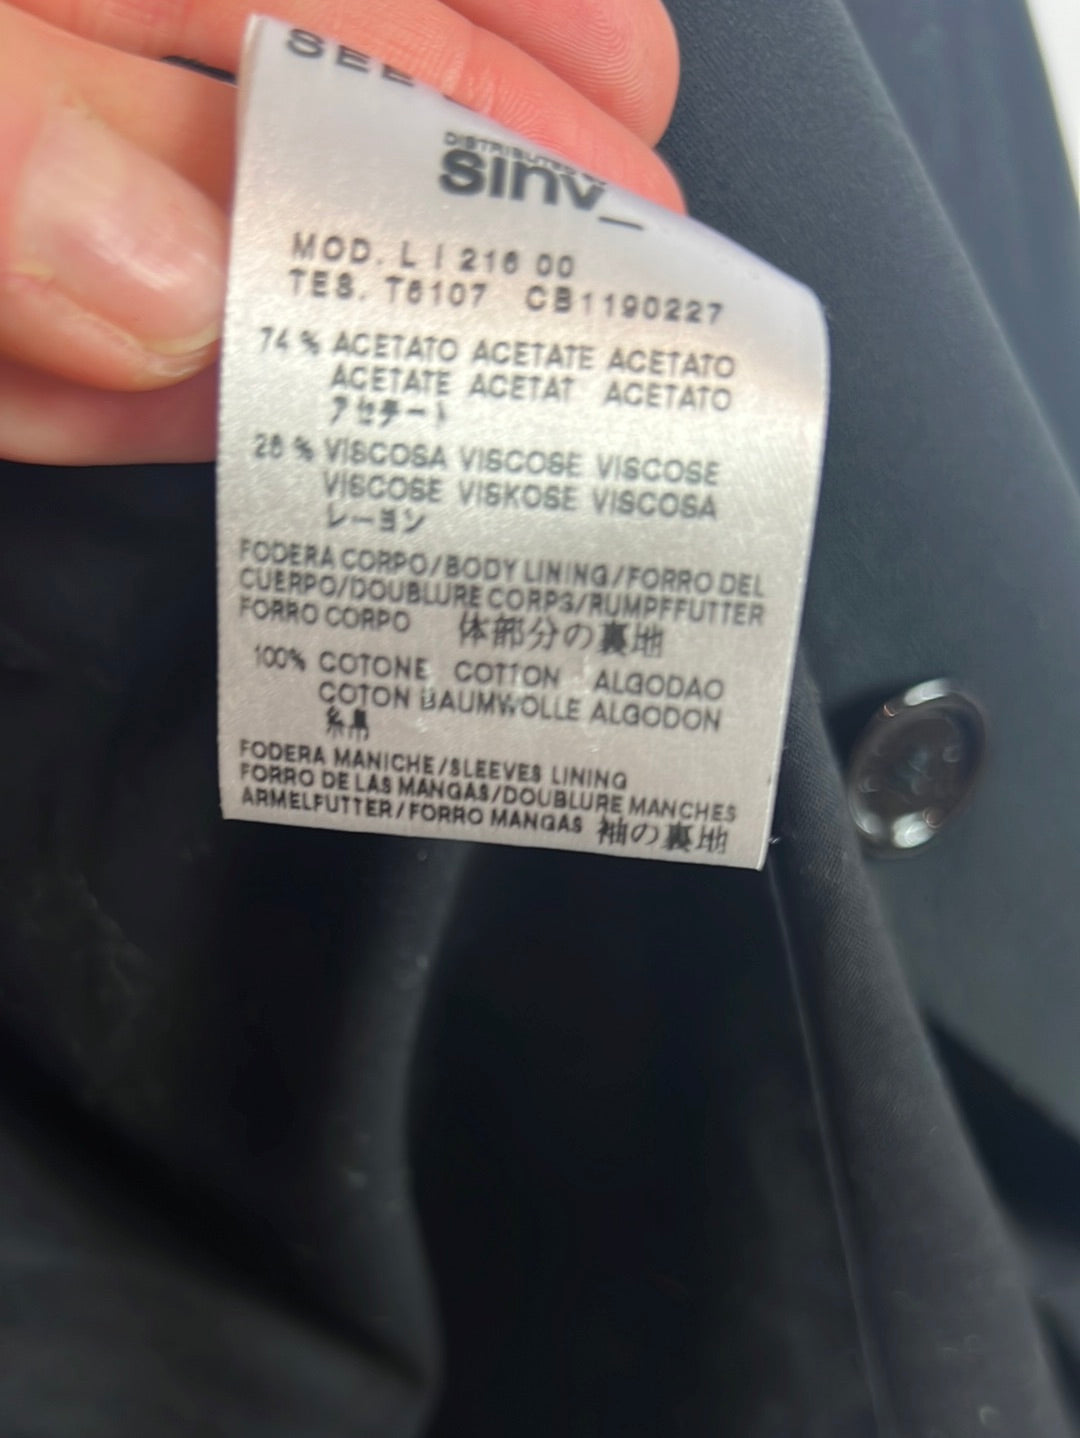 SEE
DISTRIBUTED
Sinv_
MOD. L I 216 00
TES. T6107 CB1190227
74 % ACETATO ACETATE ACETATO
ACETATE ACETAT ACETATO
アセテート
26 % VISCOSA VISCOSE VISCOSE
VISCOSE VISKOSE VISCOSA
レーヨン
FODERA CORPO/BODY LINING/FORRO DEL
CUERPO/DOUBLURE CORPS/RUMPFFUTTER
FORRO CORPO 体部分の裏地
100% COTONE COTTON ALGODAO
COTON BAUMWOLLE ALGODON
FODERA MANICHE/SLEEVES LINING
FORRO DE LAS MANGAS/DOUBLURE MANCHES
ARMELFUTTER/FORRO MANGAS 袖の裏地